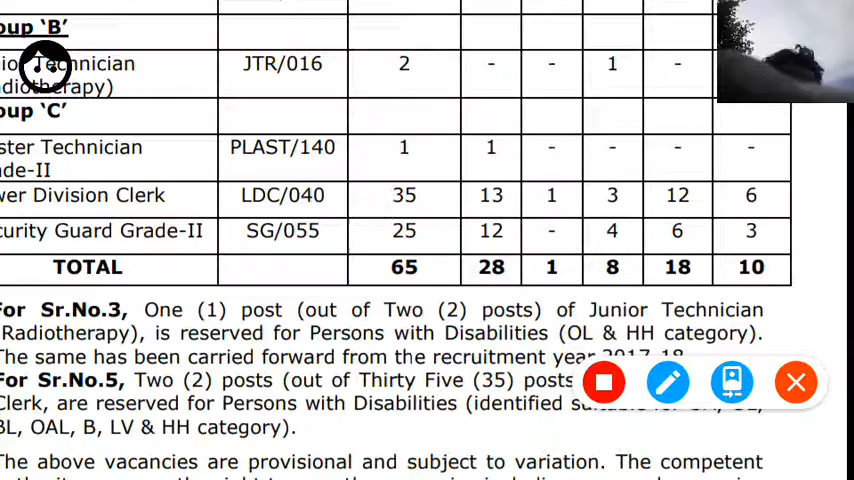 oup ‘B’
Technician JTR/016 2 - - 1 -
oup ‘C’
ster Technician PLAST/140 1 1 - - - -
de-II
wer Division Clerk LDC/040 35 13 1 3 12 6
curity Guard Grade-II SG/055 25 12 - 4 6 3
TOTAL 65 28 1 8 18 10
For Sr.No.3, One (1) post (out of Two (2) posts) of Junior Technician
Radiotherapy), is reserved for Persons with Disabilities (OL & HH category).
The same has been carried forward from the recruitment year 2017-18
For Sr.No.5, Two (2) posts (out of Thirty Five (35) posts
Clerk, are reserved for Persons with Disabilities (identified
BL, OAL, B, LV & HH category).
The above vacancies are provisional and subject to variation. The competent